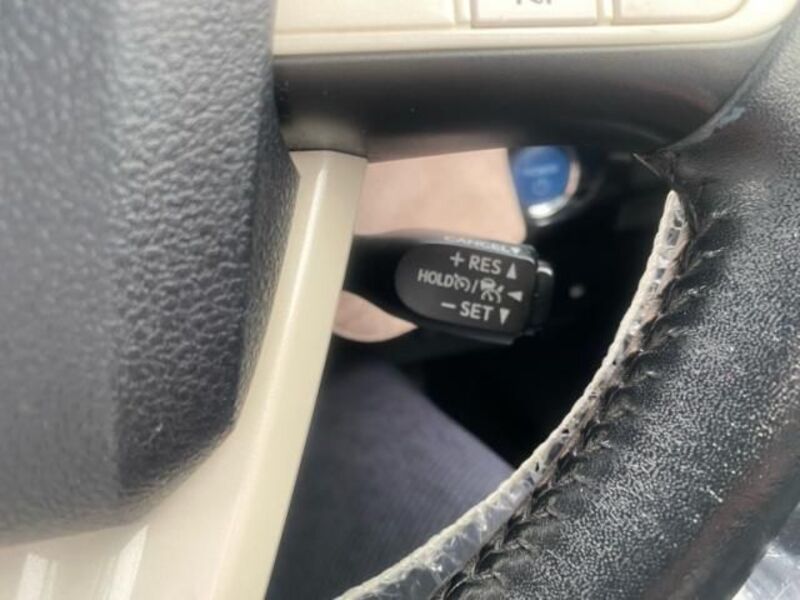 CANCEL
+ RES ▲
HOLD / ◄
− SET ▼